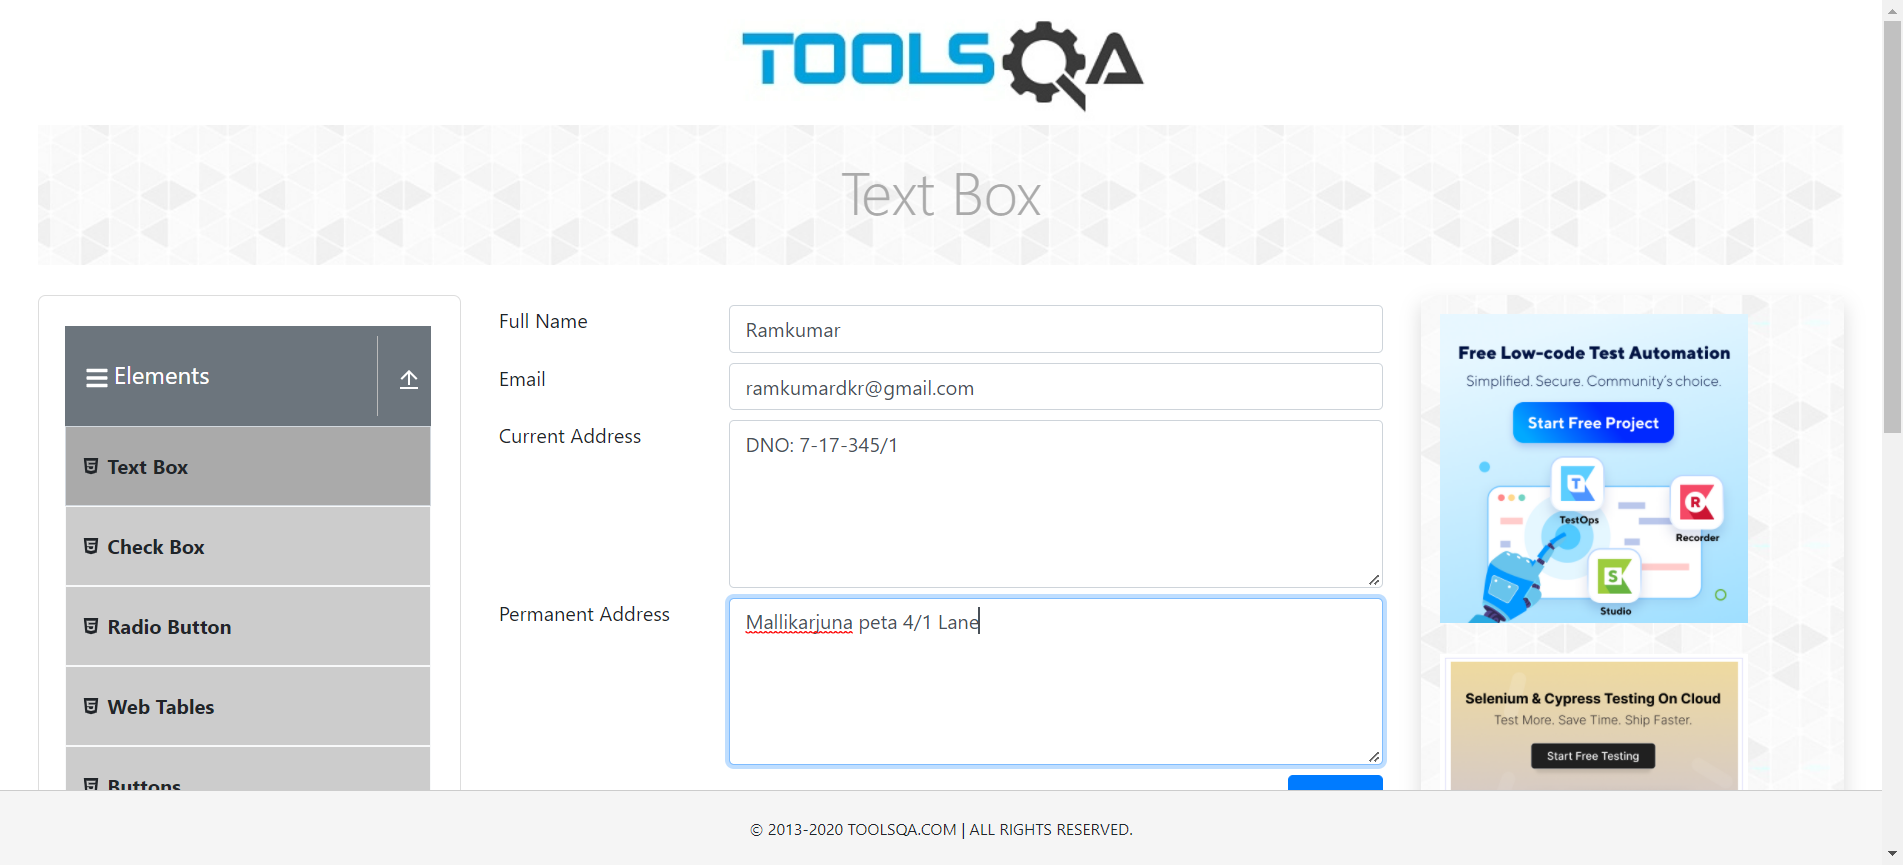 TOOLSQA
Text Box
Elements
Text Box
Check Box
Radio Button
Web Tables
Buttons
Full Name
Ramkumar
Email
ramkumardkr@gmail.com
Current Address
DNO: 7-17-345/1
Permanent Address
Mallikarjuna peta 4/1 Lane
Free Low-code Test Automation
Simplified. Secure. Community's choice.
Start Free Project
T
TestOps
R
Recorder
S
Studio
Selenium & Cypress Testing On Cloud
Test More. Save Time. Ship Faster.
Start Free Testing
© 2013-2020 TOOLSQA.COM | ALL RIGHTS RESERVED.